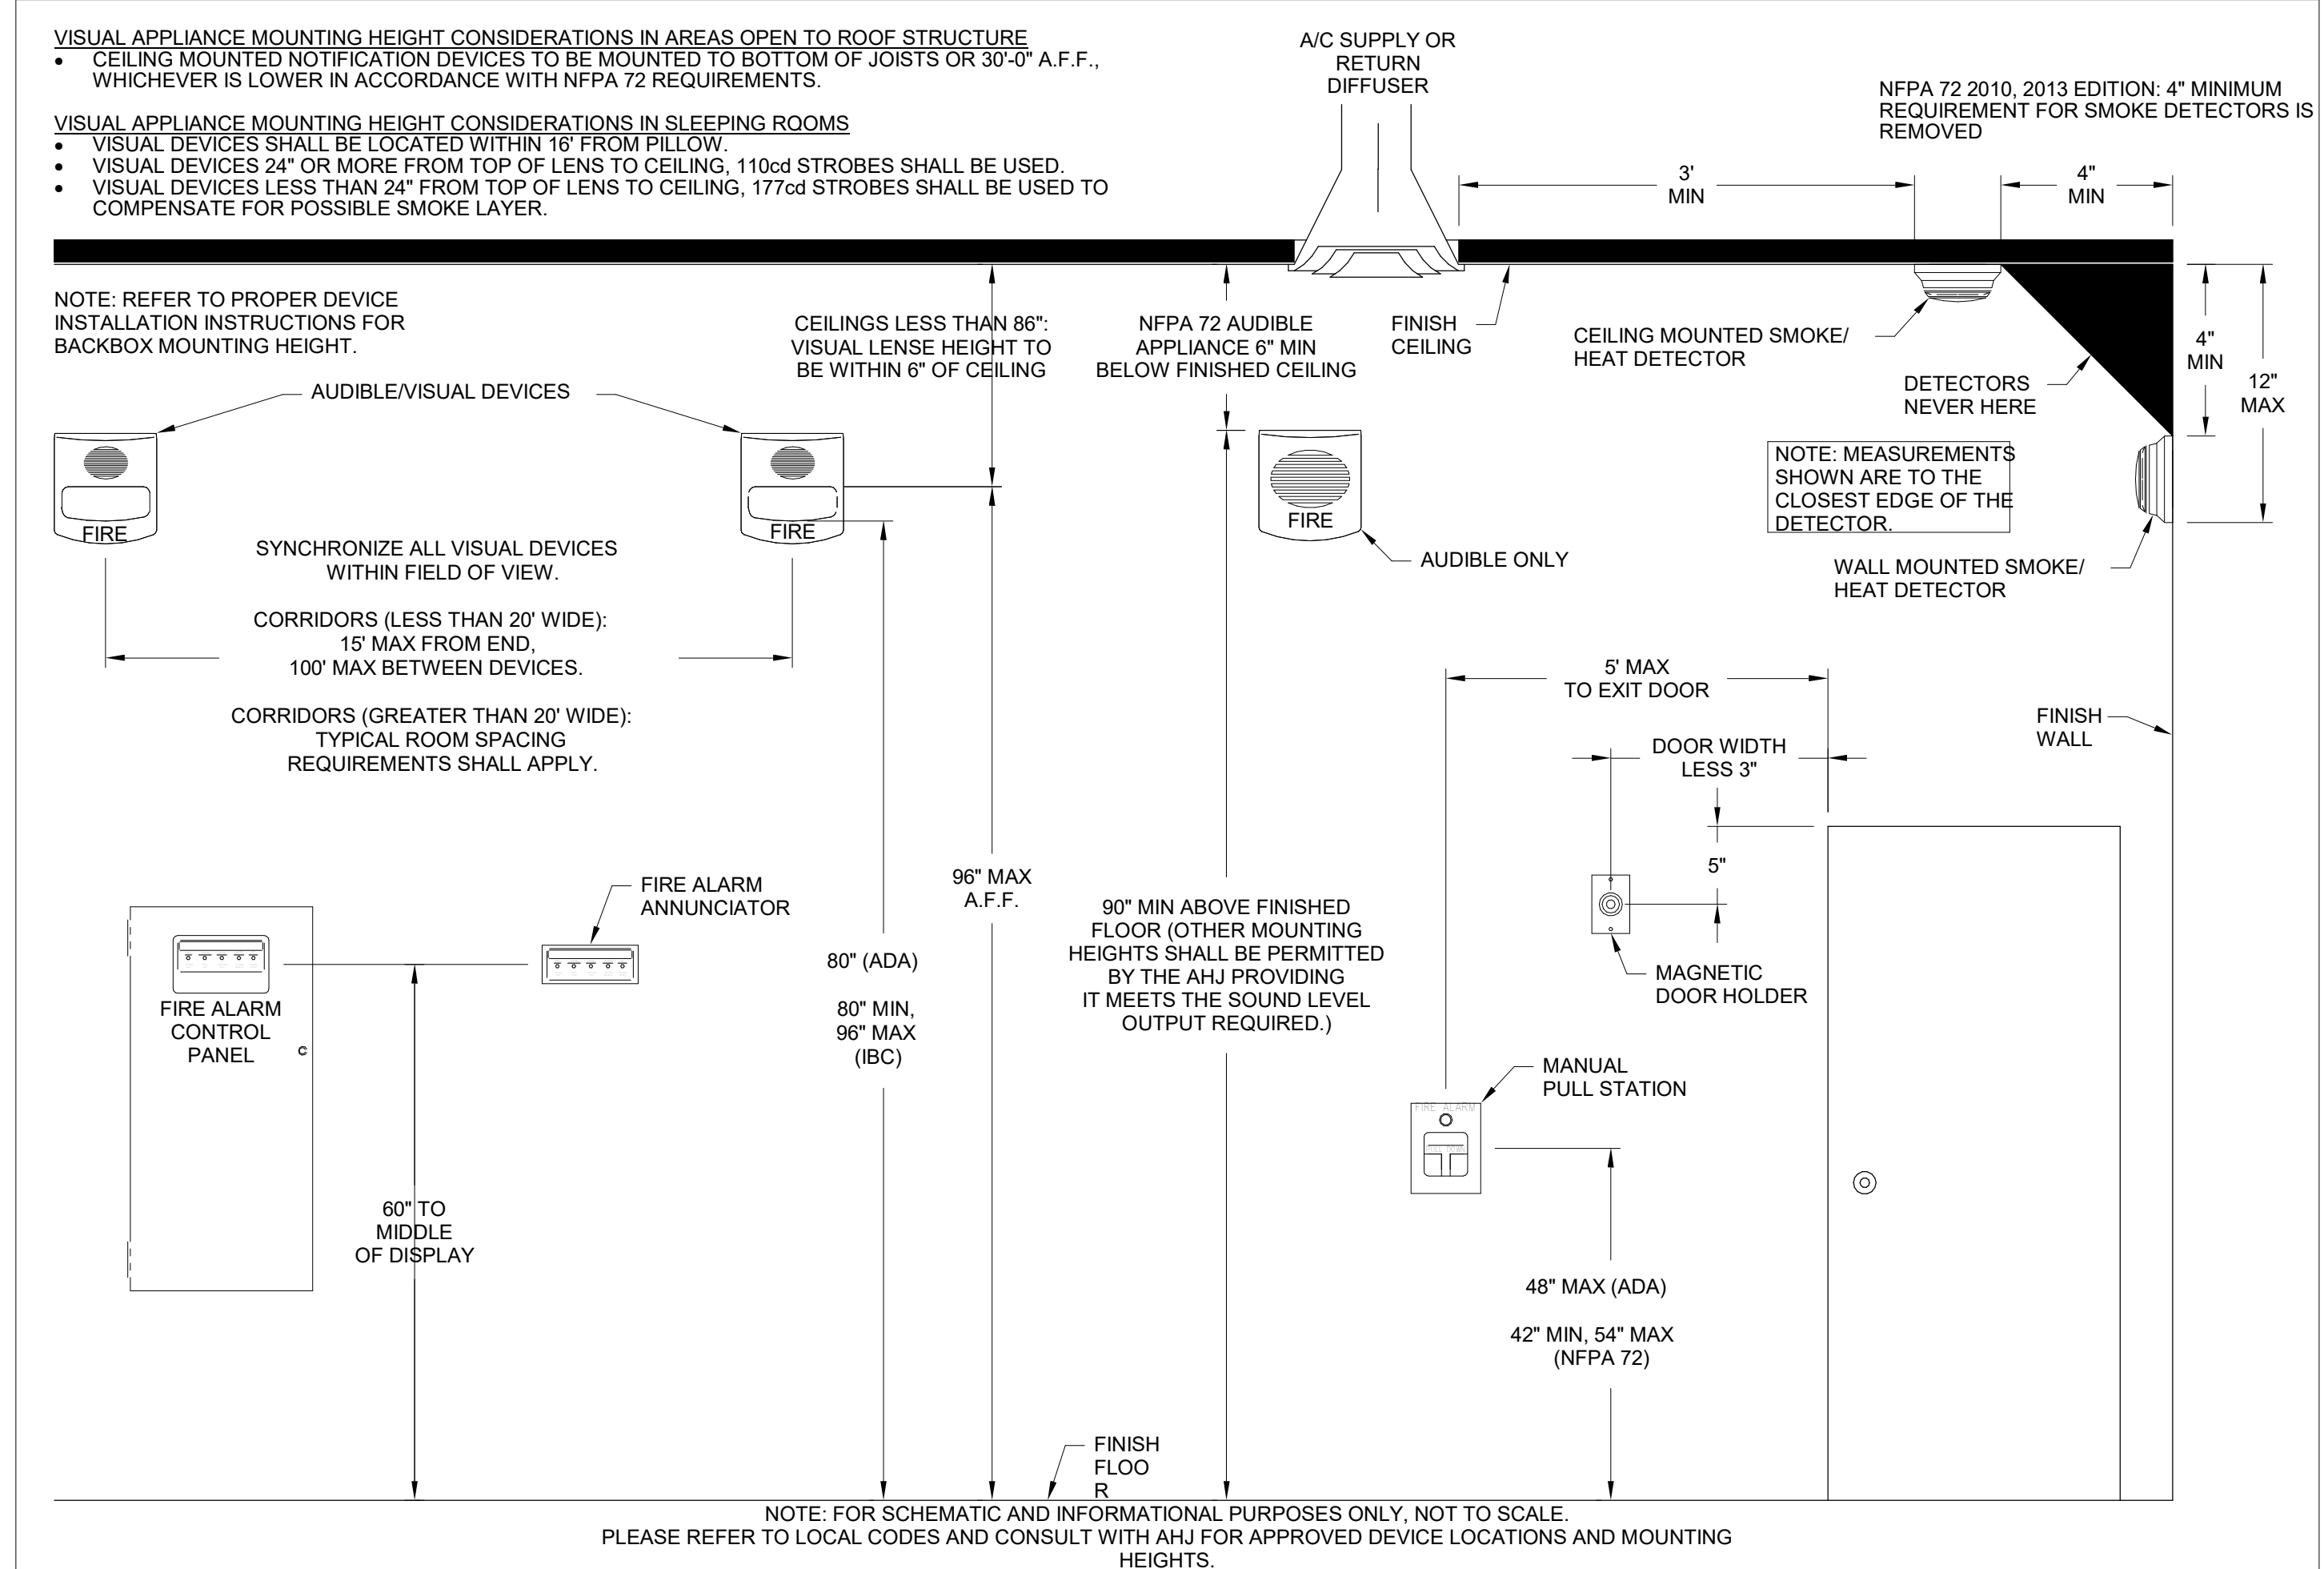 VISUAL APPLIANCE MOUNTING HEIGHT CONSIDERATIONS IN AREAS OPEN TO ROOF STRUCTURE
• CEILING MOUNTED NOTIFICATION DEVICES TO BE MOUNTED TO BOTTOM OF JOISTS OR 30'-0" A.F.F.,
WHICHEVER IS LOWER IN ACCORDANCE WITH NFPA 72 REQUIREMENTS.
VISUAL APPLIANCE MOUNTING HEIGHT CONSIDERATIONS IN SLEEPING ROOMS
• VISUAL DEVICES SHALL BE LOCATED WITHIN 16' FROM PILLOW.
• VISUAL DEVICES 24" OR MORE FROM TOP OF LENS TO CEILING, 110cd STROBES SHALL BE USED.
• VISUAL DEVICES LESS THAN 24" FROM TOP OF LENS TO CEILING, 177cd STROBES SHALL BE USED TO
COMPENSATE FOR POSSIBLE SMOKE LAYER.
A/C SUPPLY OR
RETURN
DIFFUSER
NFPA 72 2010, 2013 EDITION: 4" MINIMUM
REQUIREMENT FOR SMOKE DETECTORS IS
REMOVED
3'
MIN
4"
MIN
NOTE: REFER TO PROPER DEVICE
INSTALLATION INSTRUCTIONS FOR
BACKBOX MOUNTING HEIGHT.
CEILINGS LESS THAN 86":
VISUAL LENSE HEIGHT TO
BE WITHIN 6" OF CEILING
NFPA 72 AUDIBLE
APPLIANCE 6" MIN
BELOW FINISHED CEILING
FINISH
CEILING
CEILING MOUNTED SMOKE/
HEAT DETECTOR
4"
MIN
12"
MAX
DETECTORS
NEVER HERE
AUDIBLE/VISUAL DEVICES
FIRE
FIRE
FIRE
AUDIBLE ONLY
NOTE: MEASUREMENTS
SHOWN ARE TO THE
CLOSEST EDGE OF THE
DETECTOR.
WALL MOUNTED SMOKE/
HEAT DETECTOR
SYNCHRONIZE ALL VISUAL DEVICES
WITHIN FIELD OF VIEW.
CORRIDORS (LESS THAN 20' WIDE):
15' MAX FROM END,
100' MAX BETWEEN DEVICES.
CORRIDORS (GREATER THAN 20' WIDE):
TYPICAL ROOM SPACING
REQUIREMENTS SHALL APPLY.
5' MAX
TO EXIT DOOR
FINISH
WALL
DOOR WIDTH
LESS 3"
5"
FIRE ALARM
ANNUNCIATOR
FIRE ALARM
CONTROL
PANEL
96" MAX
A.F.F.
80" (ADA)
80" MIN,
96" MAX
(IBC)
90" MIN ABOVE FINISHED
FLOOR (OTHER MOUNTING
HEIGHTS SHALL BE PERMITTED
BY THE AHJ PROVIDING
IT MEETS THE SOUND LEVEL
OUTPUT REQUIRED.)
MAGNETIC
DOOR HOLDER
MANUAL
PULL STATION
FIRE ALARM
PULL DOWN
60" TO
MIDDLE
OF DISPLAY
48" MAX (ADA)
42" MIN, 54" MAX
(NFPA 72)
FINISH
FLOO
R
NOTE: FOR SCHEMATIC AND INFORMATIONAL PURPOSES ONLY, NOT TO SCALE.
PLEASE REFER TO LOCAL CODES AND CONSULT WITH AHJ FOR APPROVED DEVICE LOCATIONS AND MOUNTING
HEIGHTS.